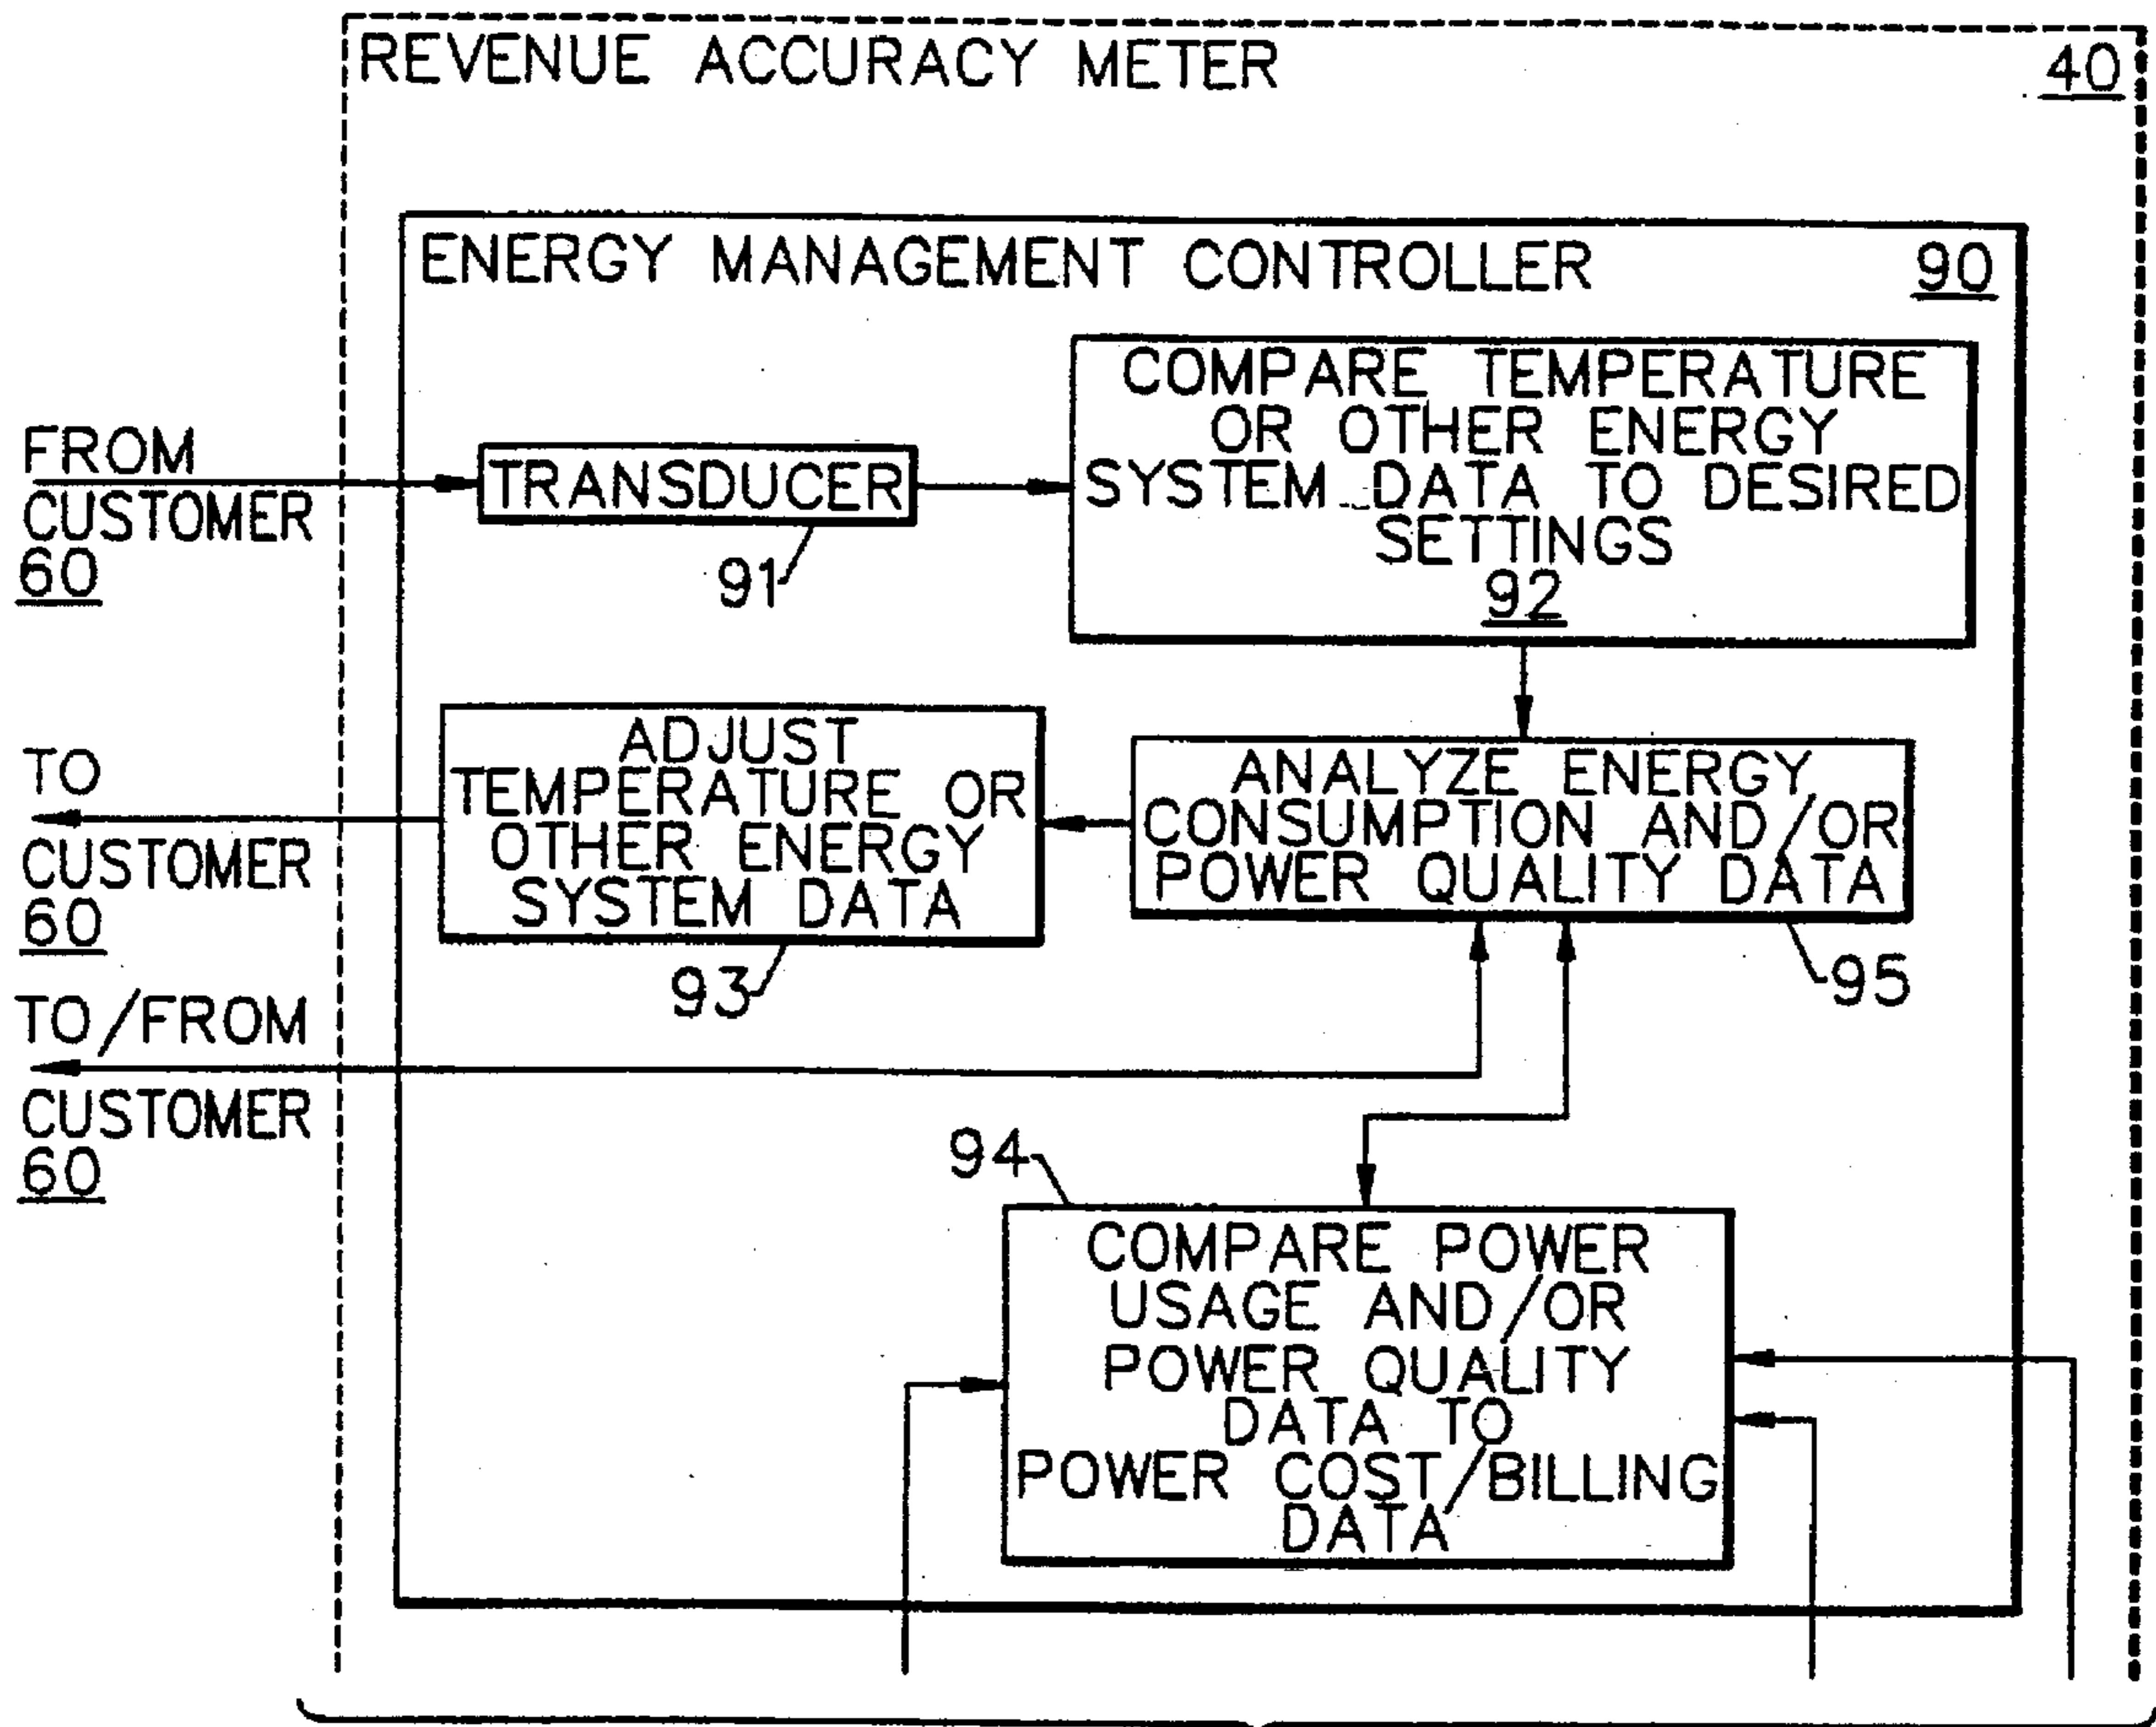 REVENUE ACCURACY METER
40
ENERGY MANAGEMENT CONTROLLER
90
FROM
CUSTOMER
60
TRANSDUCER
91
COMPARE TEMPERATURE
OR OTHER ENERGY
SYSTEM DATA TO DESIRED
SETTINGS
92
TO
CUSTOMER
60
ADJUST
TEMPERATURE OR
OTHER ENERGY
SYSTEM DATA
93
ANALYZE ENERGY
CONSUMPTION AND/OR
POWER QUALITY DATA
95
TO/FROM
CUSTOMER
60
94
COMPARE POWER
USAGE AND/OR
POWER QUALITY
DATA TO
POWER COST/BILLING
DATA